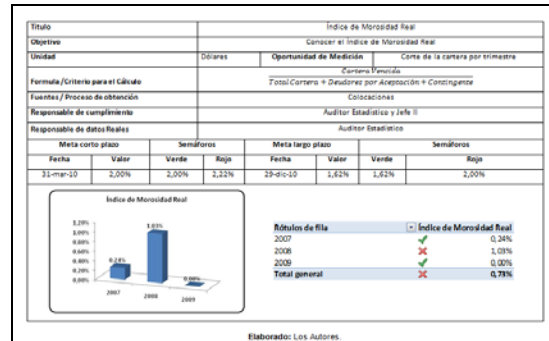 Título Índice de Morosidad Real
Objetivo Conocer el Índice de Morosidad Real
Unidad Dólares Oportunidad de Medición Corte de la cartera por trimestre
Formula /Criterio para el Cálculo Cartera Vencida
Total Cartera + Deudores por Aceptación + Contingente
Fuentes / Proceso de obtención Colocaciones
Responsable de cumplimiento Auditor Estadístico y Jefe II
Responsable de datos Reales Auditor Estadístico
Meta corto plazo Semáforos Meta largo plazo Semáforos
Fecha Valor Verde Rojo Fecha Valor Verde Rojo
31-mar-10 2,00% 2,00% 2,22% 29-dic-10 1,62% 1,62% 2,00%
Índice de Morosidad Real
1,20%
1,00%
0,80%
0,60%
0,40%
0,20%
0,00%
0,24%
1,03%
0,00%
2007 2008 2009
Rótulos de fila Índice de Morosidad Real
2007 0,24%
2008 1,03%
2009 0,00%
Total general 0,73%
Elaborado: Los Autores.